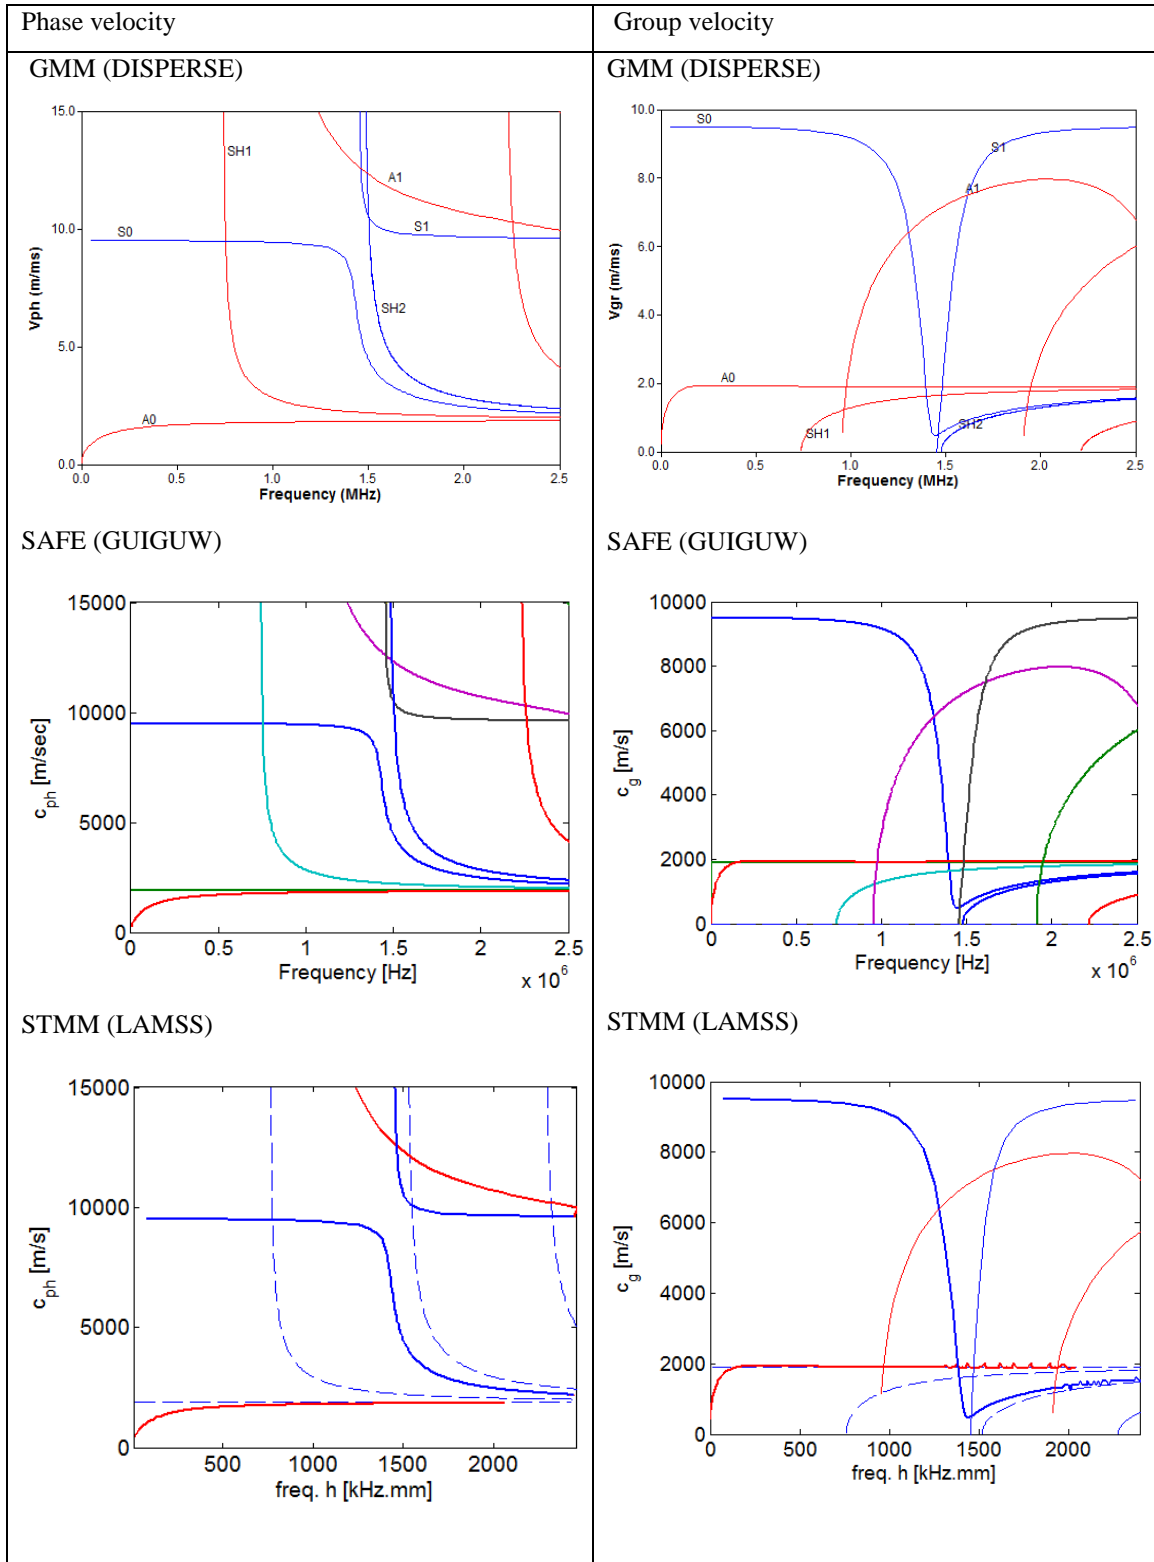 Phase velocity
Group velocity
GMM (DISPERSE)
15.0
10.0
5.0
0.0
Vph (m/ms)
SH1
A1
S0
S1
SH2
A0
0.0 0.5 1.0 1.5 2.0 2.5
Frequency (MHz)
GMM (DISPERSE)
10.0
8.0
6.0
4.0
2.0
0.0
Vgr (m/ms)
S0
S1
A1
A0
SH1
SH2
0.0 0.5 1.0 1.5 2.0 2.5
Frequency (MHz)
SAFE (GUIGUW)
15000
10000
5000
0
c_ph [m/sec]
0 0.5 1 1.5 2 2.5
Frequency [Hz]
x 10^6
SAFE (GUIGUW)
10000
8000
6000
4000
2000
0
c_g [m/s]
0 0.5 1 1.5 2 2.5
Frequency [Hz]
x 10^6
STMM (LAMSS)
15000
10000
5000
0
c_ph [m/s]
500 1000 1500 2000
freq. h [kHz.mm]
STMM (LAMSS)
10000
8000
6000
4000
2000
0
c_g [m/s]
0 500 1000 1500 2000
freq. h [kHz.mm]